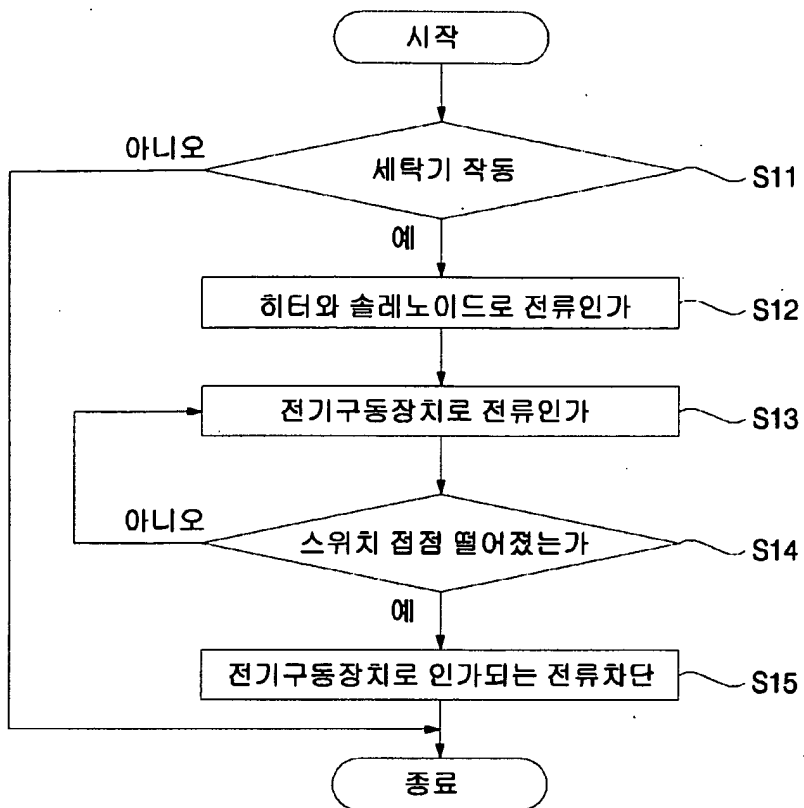 시작
아니오
세탁기 작동
S11
예
히터와 솔레노이드로 전류인가
S12
전기구동장치로 전류인가
S13
아니오
스위치 접점 떨어졌는가
S14
예
전기구동장치로 인가되는 전류차단
S15
종료